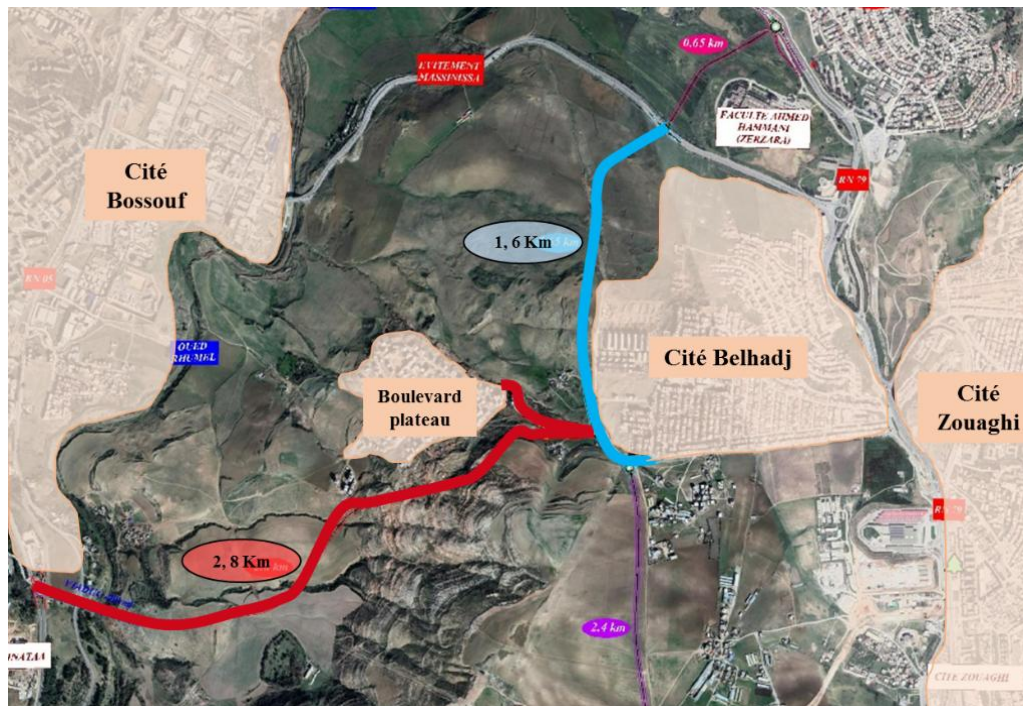 0,65 km
EVITEMENT
MASSINISSA
FACULTE AHMED
HAMMANI
(ZERZARA)
Cité
Bossouf
RN 79
1, 6 Km
RN 05
OUED
RHUMEL
Cité Belhadj
Boulevard
plateau
Cité
Zouaghi
RN 79
2, 8 Km
km
2,4 km
CITE ZOUAGHI